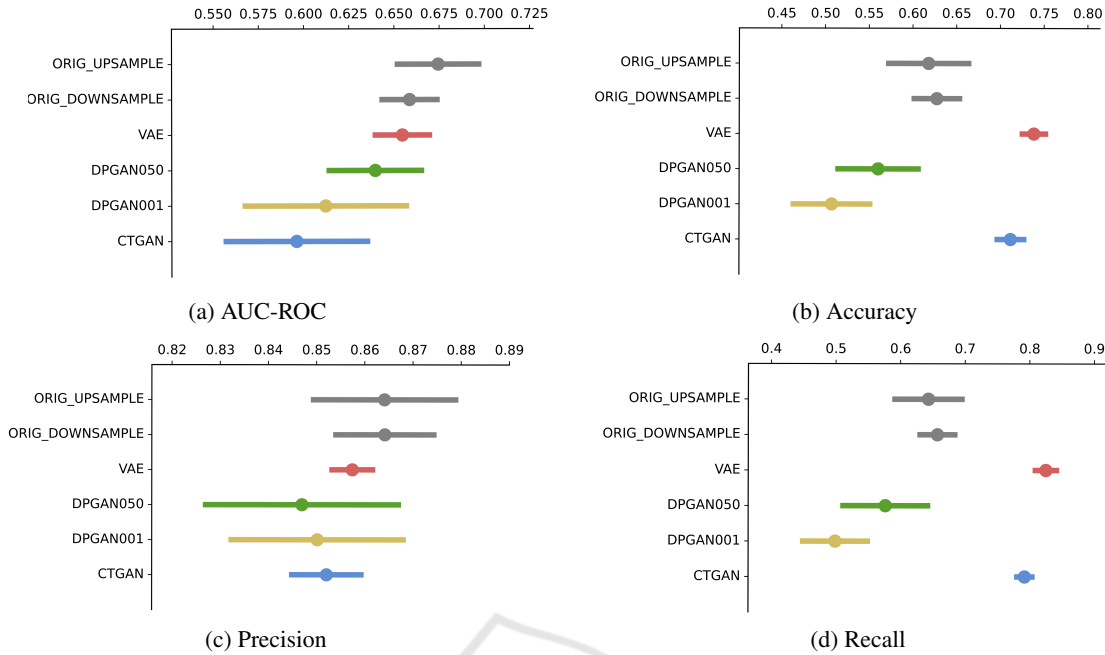 0.550 0.575 0.600 0.625 0.650 0.675 0.700 0.725
ORIG_UPSAMPLE
ORIG_DOWNSAMPLE
VAE
DPGAN050
DPGAN001
CTGAN
(a) AUC-ROC
0.45 0.50 0.55 0.60 0.65 0.70 0.75 0.80
ORIG_UPSAMPLE
ORIG_DOWNSAMPLE
VAE
DPGAN050
DPGAN001
CTGAN
(b) Accuracy
0.82 0.83 0.84 0.85 0.86 0.87 0.88 0.89
ORIG_UPSAMPLE
ORIG_DOWNSAMPLE
VAE
DPGAN050
DPGAN001
CTGAN
(c) Precision
0.4 0.5 0.6 0.7 0.8 0.9
ORIG_UPSAMPLE
ORIG_DOWNSAMPLE
VAE
DPGAN050
DPGAN001
CTGAN
(d) Recall